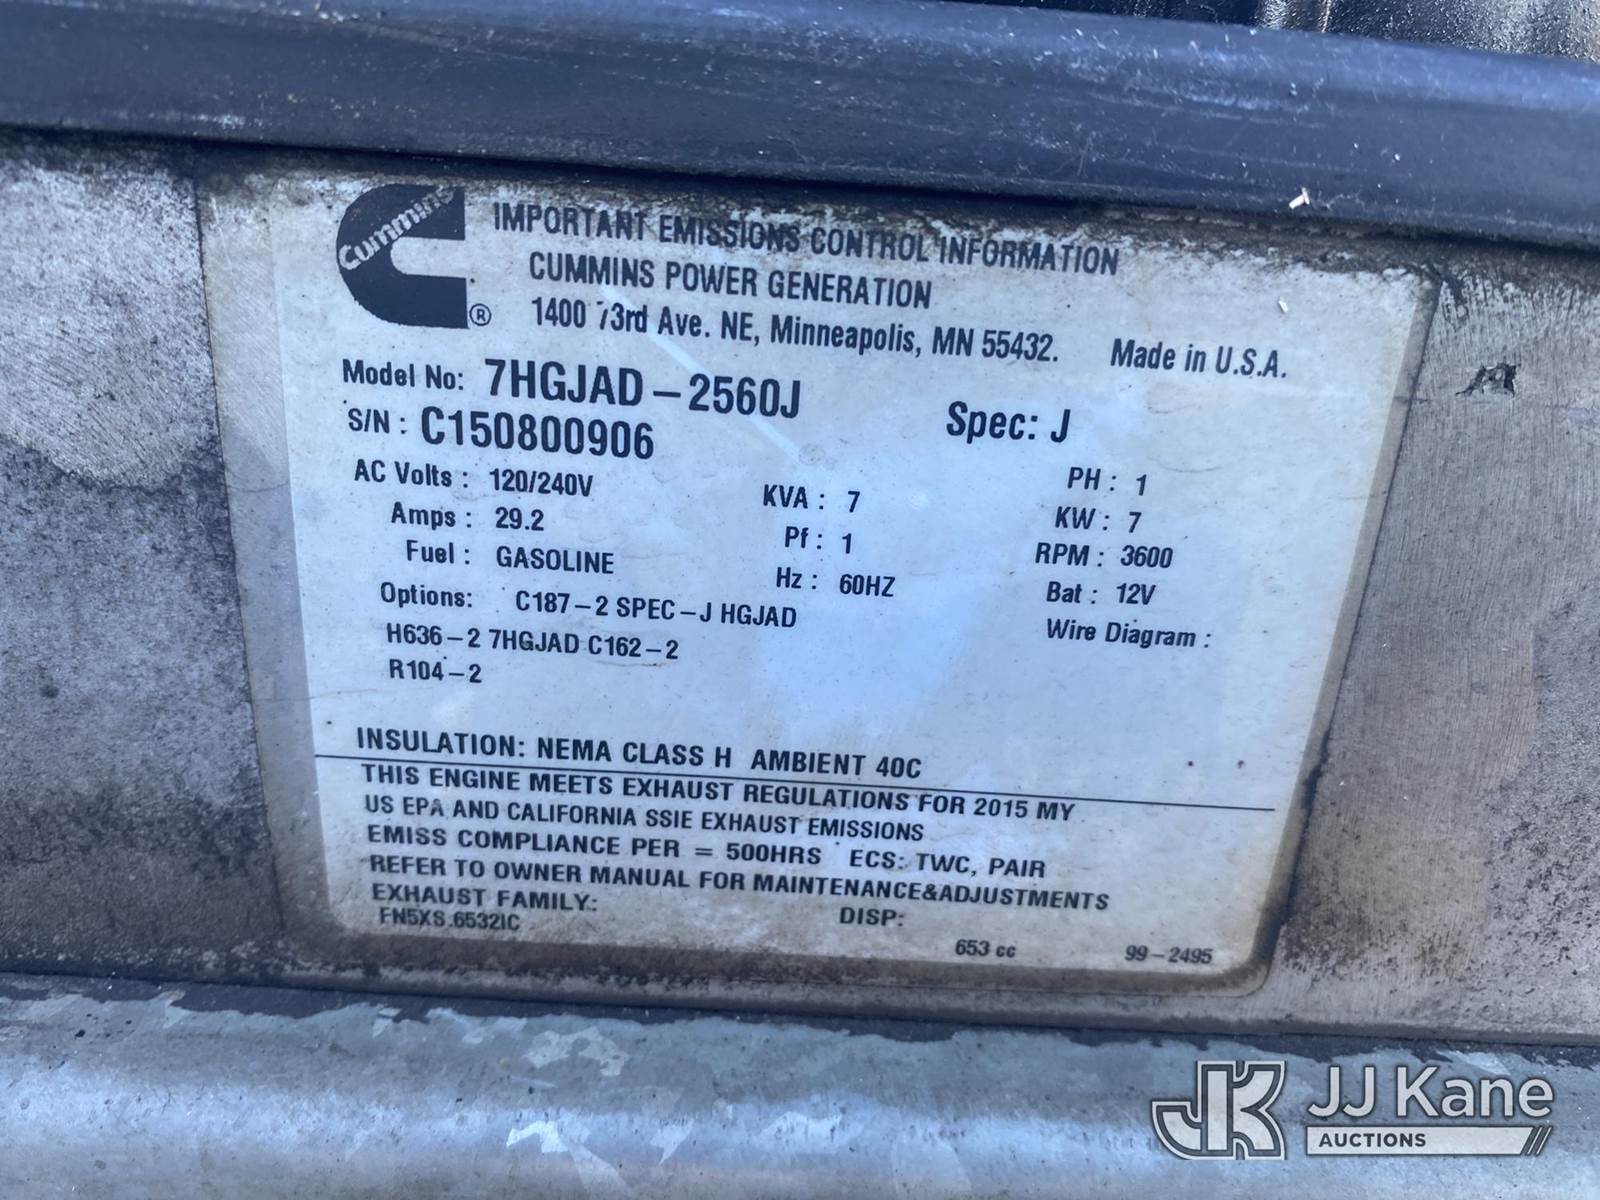 Cummins
®
IMPORTANT EMISSIONS CONTROL INFORMATION
CUMMINS POWER GENERATION
1400 73rd Ave. NE, Minneapolis, MN 55432.
Made in U.S.A.
Model No: 7HGJAD-2560J
Spec: J
S/N : C150800906
AC Volts : 120/240V
KVA : 7
PH : 1
Amps : 29.2
Pf : 1
KW : 7
Fuel : GASOLINE
Hz : 60HZ
RPM : 3600
Bat : 12V
Options: C187-2 SPEC-J HGJAD
Wire Diagram :
H636-2 7HGJAD C162-2
R104-2
INSULATION: NEMA CLASS H AMBIENT 40C
THIS ENGINE MEETS EXHAUST REGULATIONS FOR 2015 MY
US EPA AND CALIFORNIA SSIE EXHAUST EMISSIONS
EMISS COMPLIANCE PER = 500HRS ECS: TWC, PAIR
REFER TO OWNER MANUAL FOR MAINTENANCE&ADJUSTMENTS
EXHAUST FAMILY:
DISP:
FN5XS.6532IC
653 cc
99-2495
JK
JJ Kane
AUCTIONS